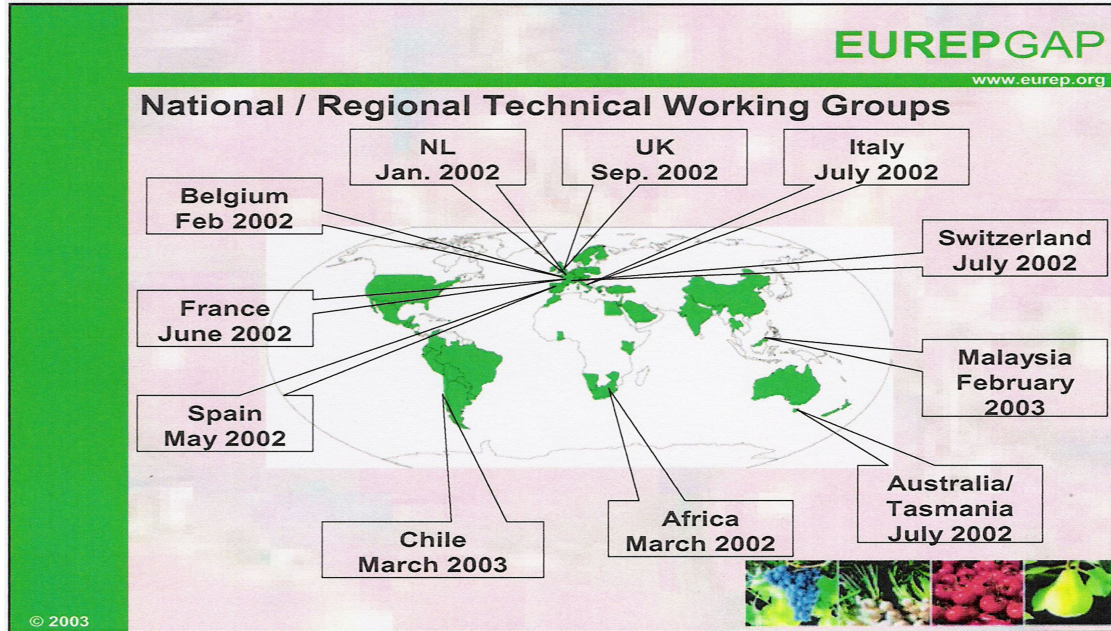 EUREPGAP
www.eurep.org
National / Regional Technical Working Groups
NL
Jan. 2002
UK
Sep. 2002
Italy
July 2002
Belgium
Feb 2002
Switzerland
July 2002
France
June 2002
Malaysia
February
2003
Spain
May 2002
Australia/
Tasmania
July 2002
Africa
March 2002
Chile
March 2003
© 2003